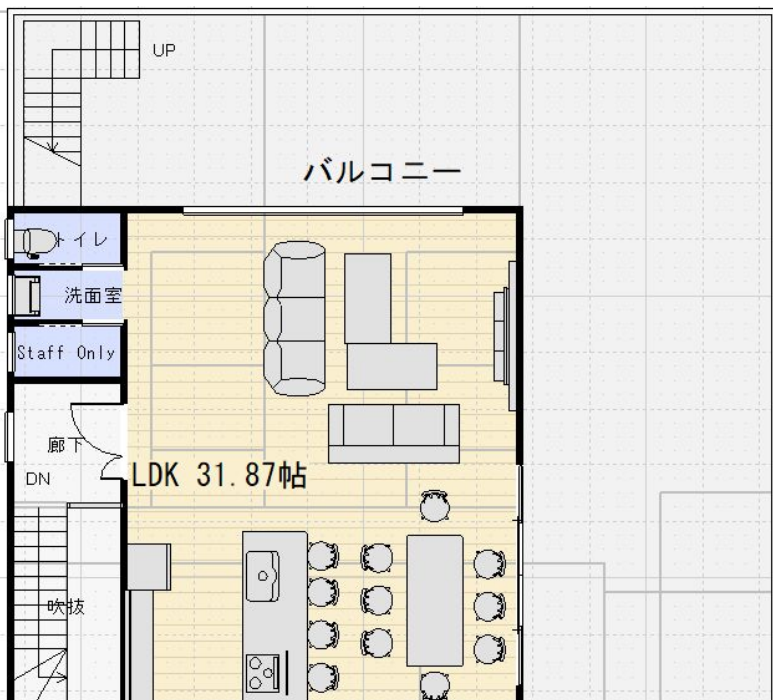 UP
バルコニー
トイレ
洗面室
Staff Only
廊下
DN
LDK 31.87帖
吹抜